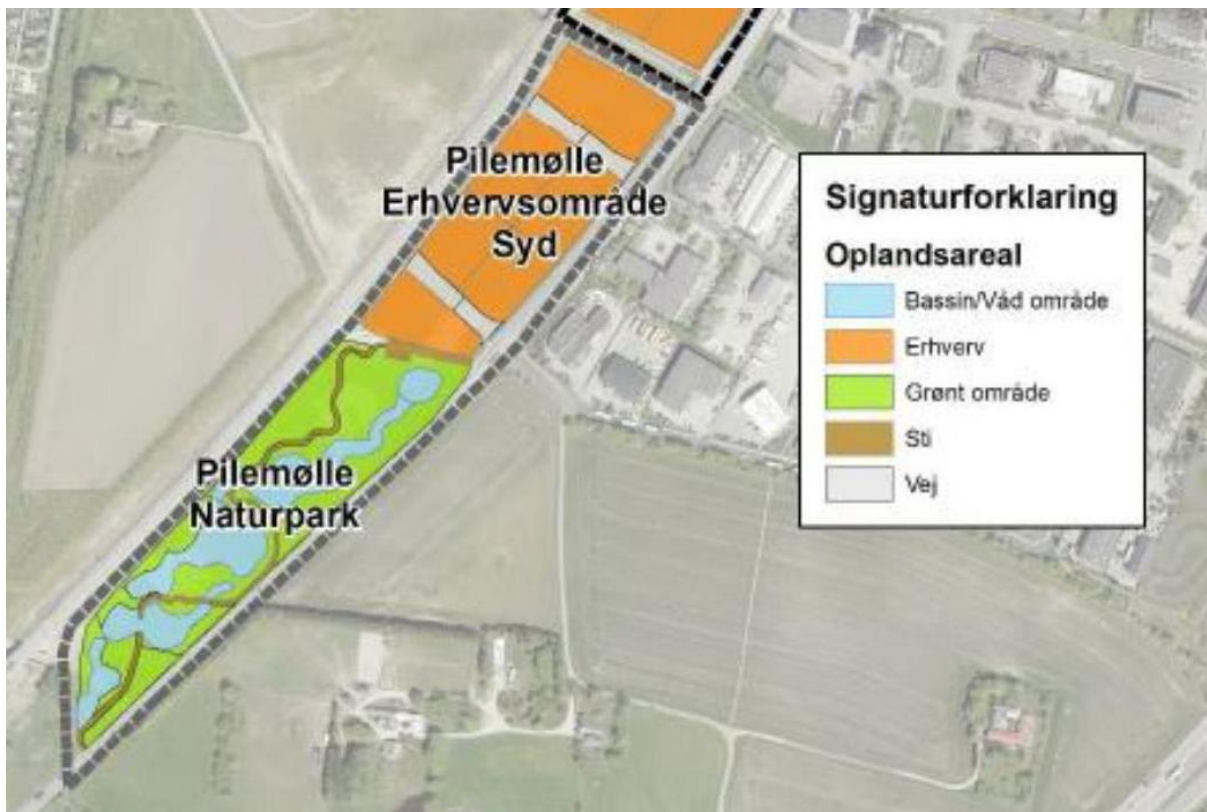 Pilemølle
Erhvervsområde
Syd
Pilemølle
Naturpark
Signaturforklaring
Oplandsareal
Bassin/Våd område
Erhverv
Grønt område
Sti
Vej